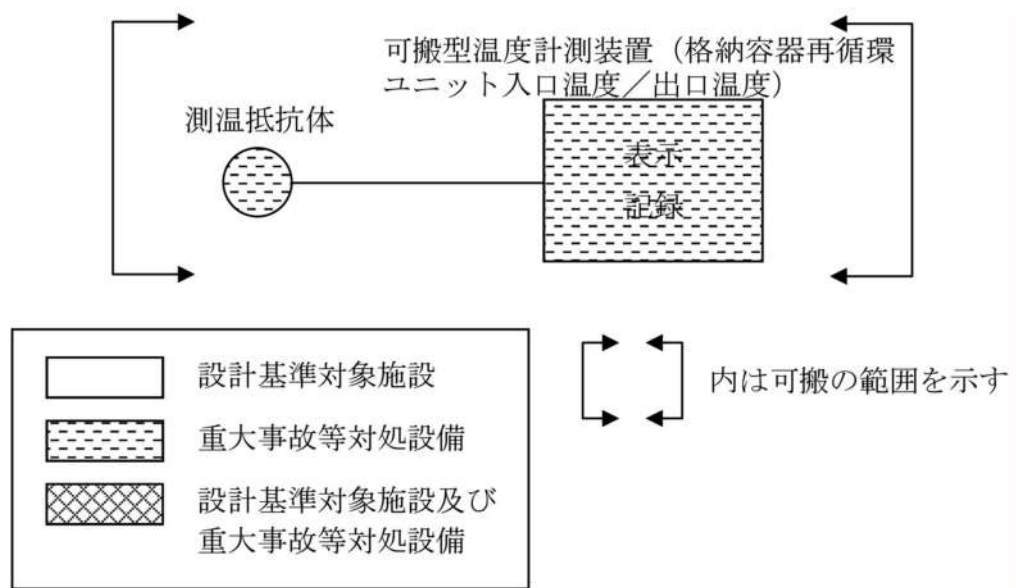 可搬型温度計測装置（格納容器再循環
ユニット入口温度／出口温度）
測温抵抗体
表示
記録
設計基準対象施設
重大事故等対処設備
設計基準対象施設及び
重大事故等対処設備
内は可搬の範囲を示す